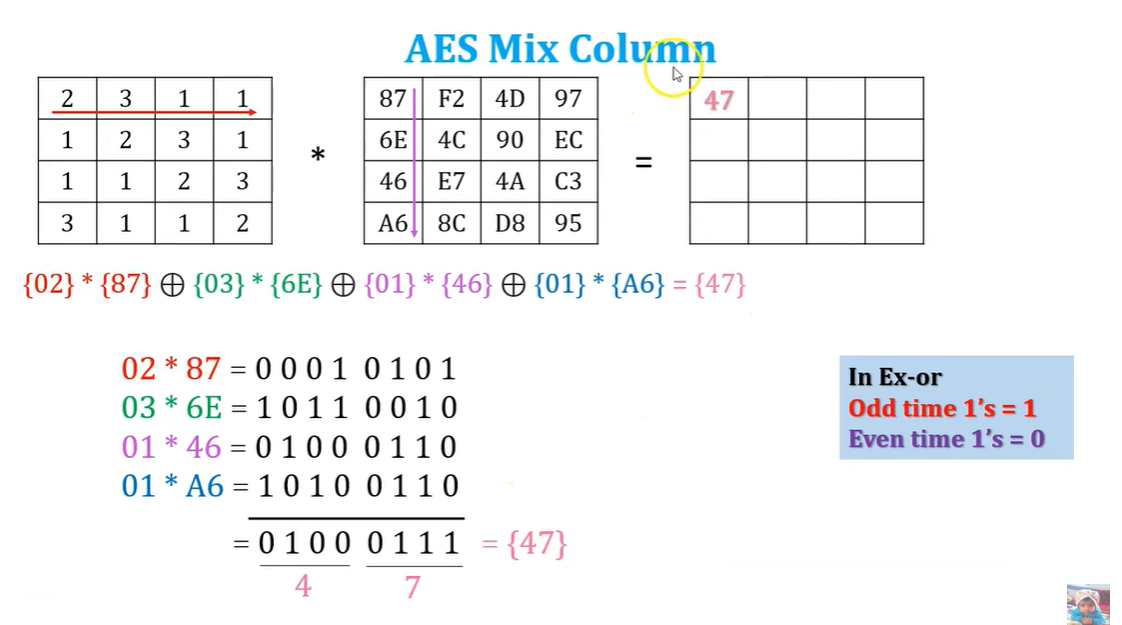 AES Mix Column
2 3 1 1
1 2 3 1
1 1 2 3
3 1 1 2
*
87 F2 4D 97
6E 4C 90 EC
46 E7 4A C3
A6 8C D8 95
=
47
{02} * {87} ⊕ {03} * {6E} ⊕ {01} * {46} ⊕ {01} * {A6} = {47}
02 * 87 = 0 0 0 1 0 1 0 1
03 * 6E = 1 0 1 1 0 0 1 0
01 * 46 = 0 1 0 0 0 1 1 0
01 * A6 = 1 0 1 0 0 1 1 0
= 0 1 0 0 0 1 1 1 = {47}
4 7
In Ex-or
Odd time 1’s = 1
Even time 1’s = 0